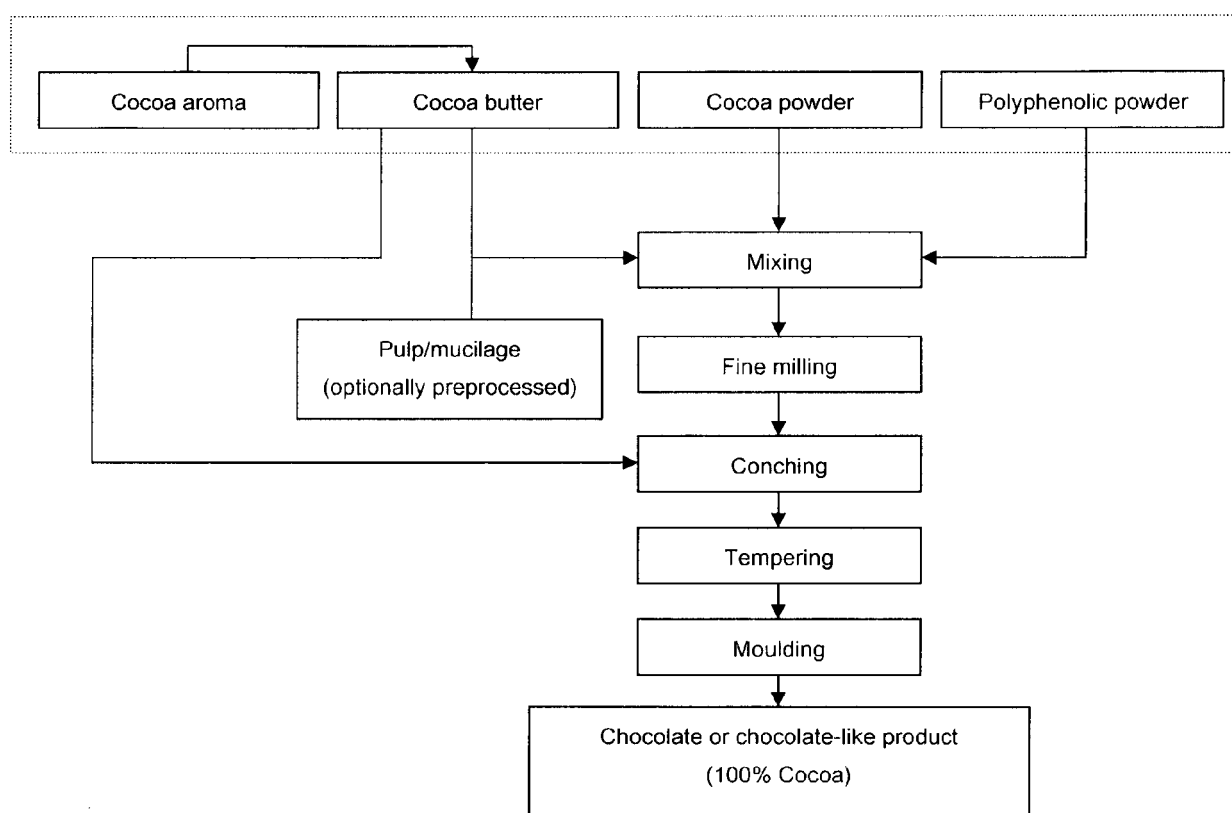 Cocoa aroma
Cocoa butter
Cocoa powder
Polyphenolic powder
Mixing
Pulp/mucilage
(optionally preprocessed)
Fine milling
Conching
Tempering
Moulding
Chocolate or chocolate-like product
(100% Cocoa)